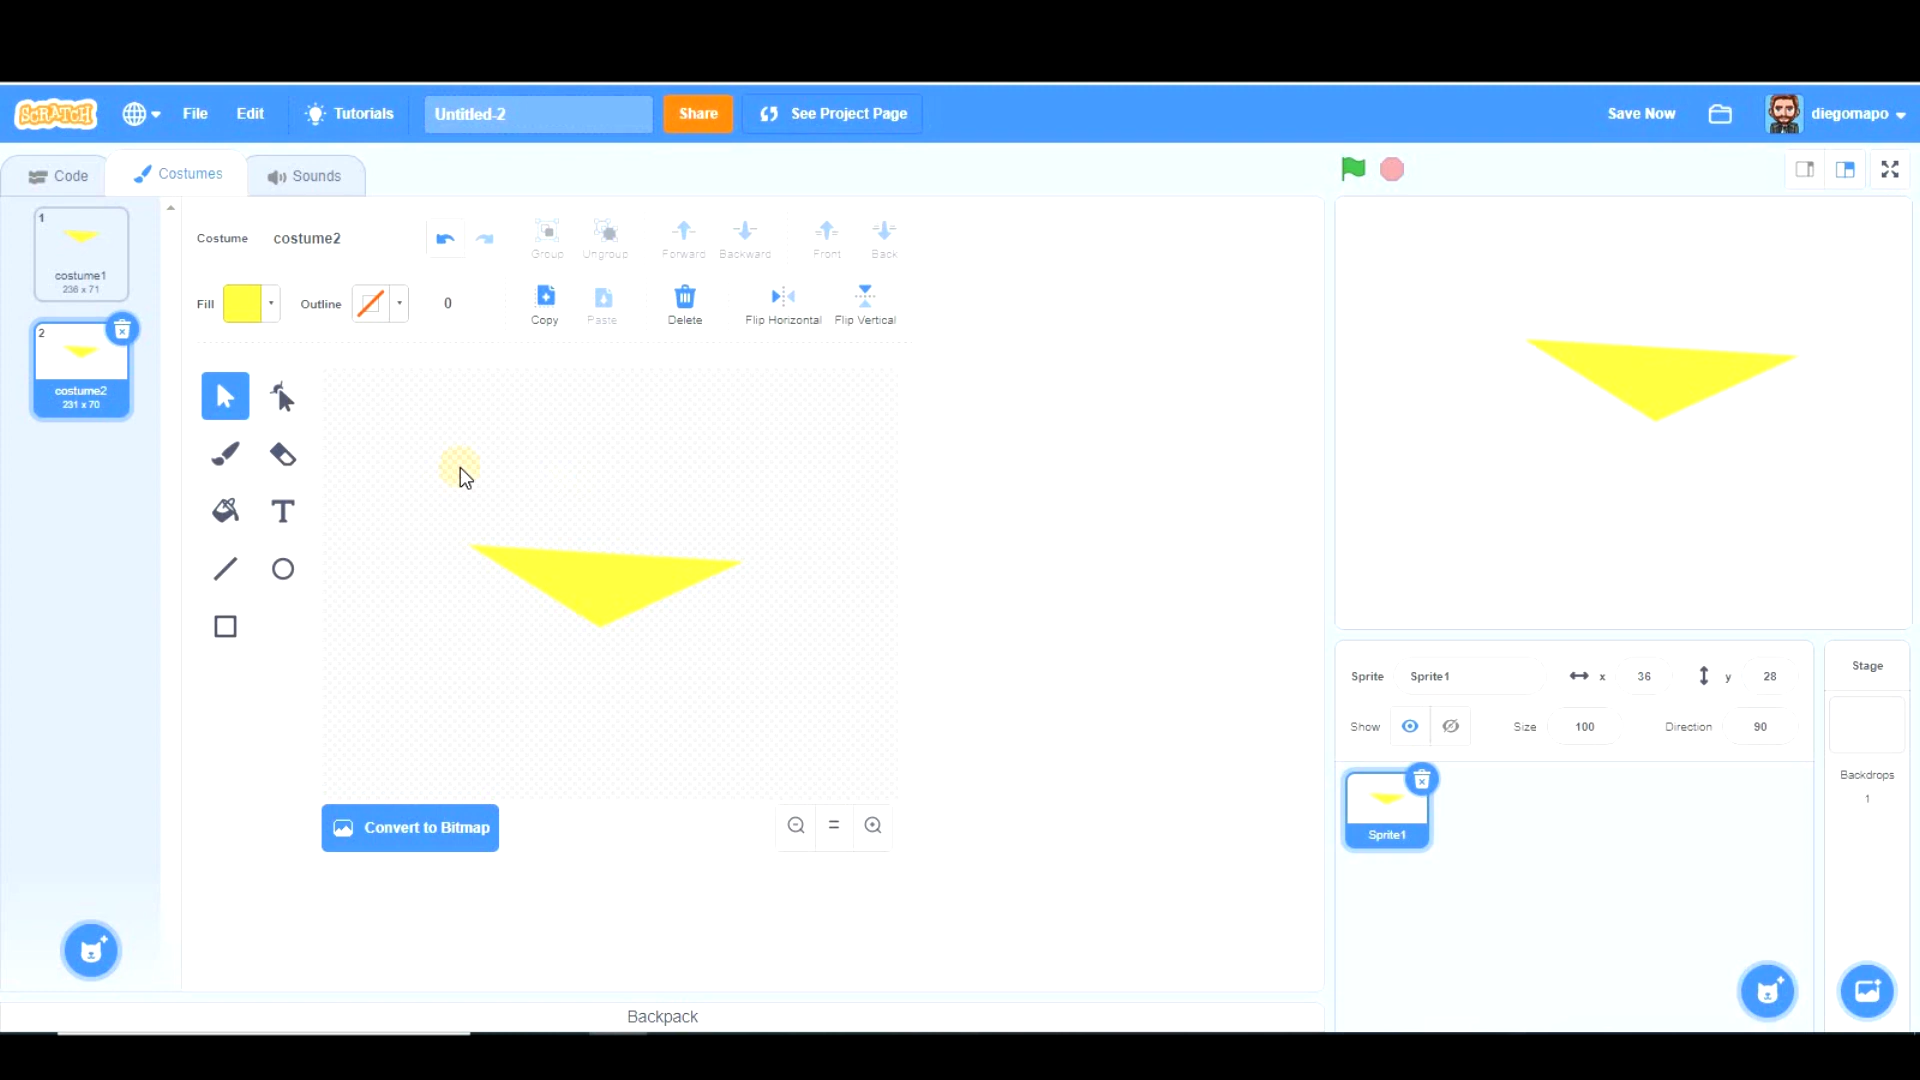 SCRATCH File Edit Tutorials Untitled-2 Share See Project Page Save Now diegomapo
Code Costumes Sounds
1
costume1
236 x 71
2
costume2
231 x 70
Costume costume2
Group Ungroup Forward Backward Front Back
Fill Outline 0
Copy Paste Delete Flip Horizontal Flip Vertical
T
Convert to Bitmap
Backpack
Sprite Sprite1 x 36 y 28
Show Size 100 Direction 90
Sprite1
Stage
Backdrops
1